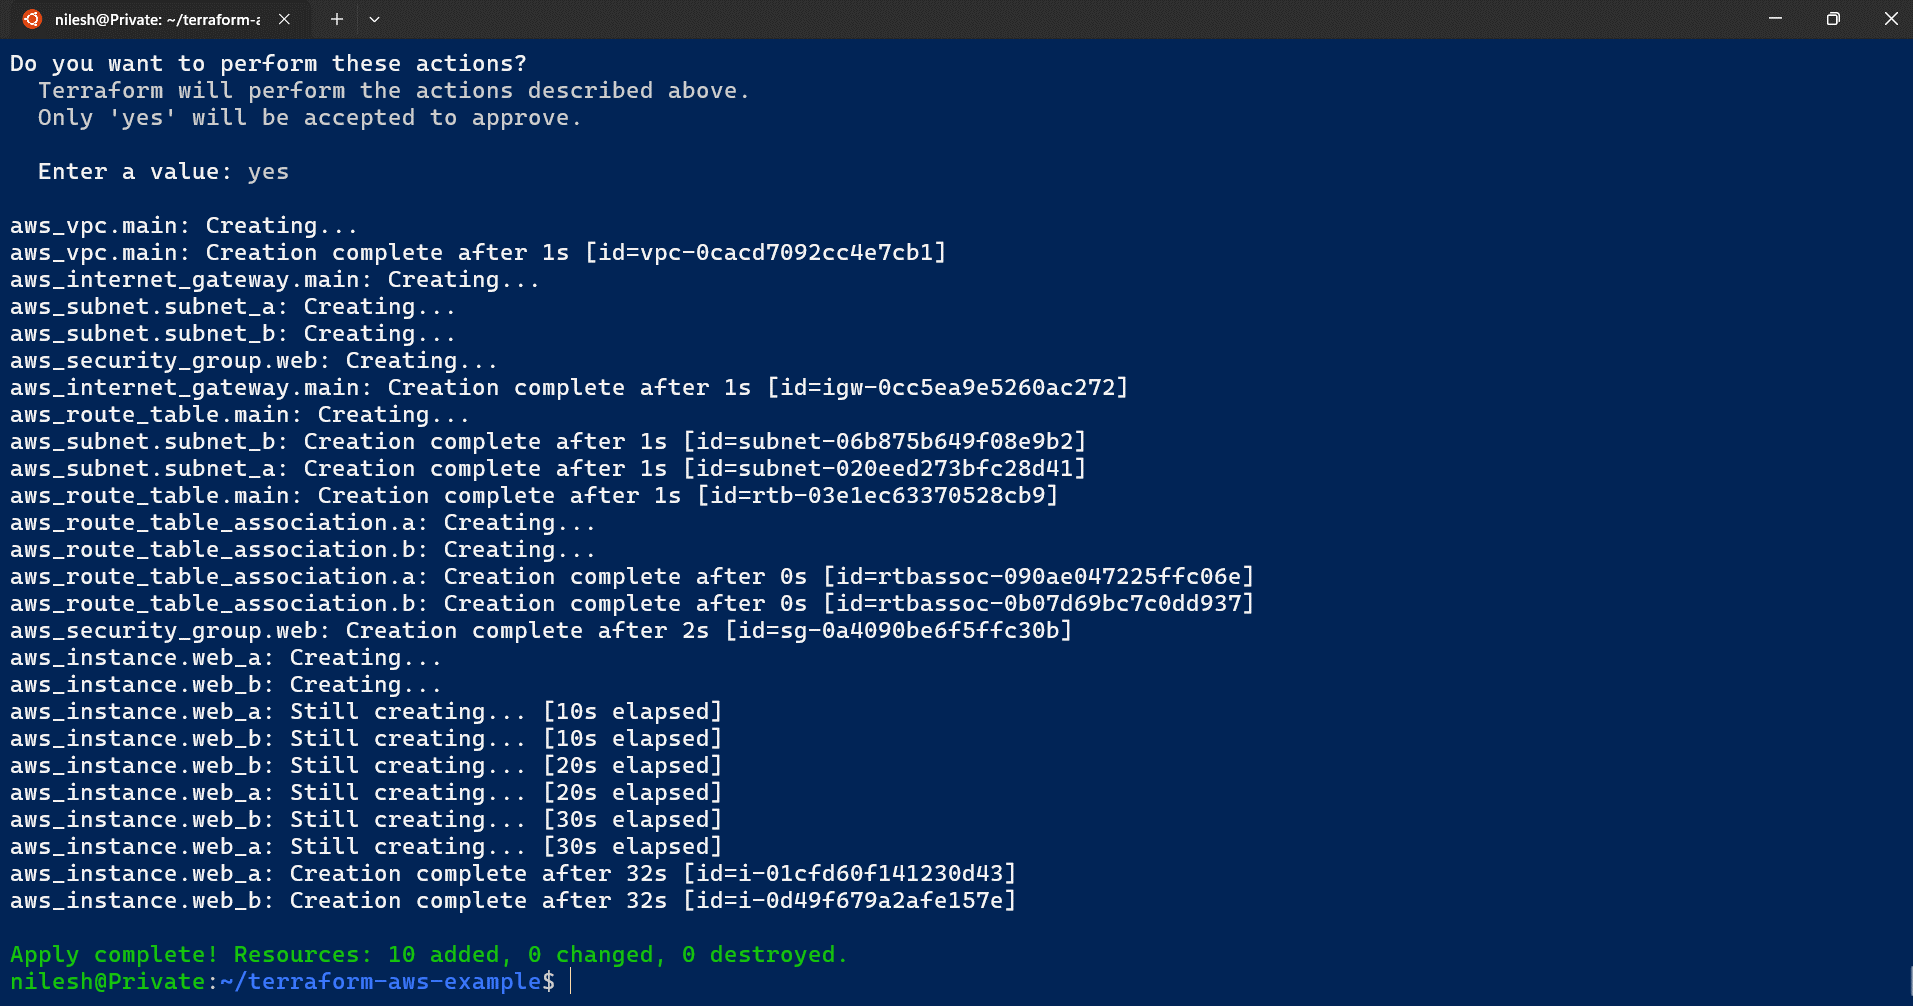 nilesh@Private: ~/terraform-a
Do you want to perform these actions?
  Terraform will perform the actions described above.
  Only 'yes' will be accepted to approve.
  Enter a value: yes
aws_vpc.main: Creating...
aws_vpc.main: Creation complete after 1s [id=vpc-0cacd7092cc4e7cb1]
aws_internet_gateway.main: Creating...
aws_subnet.subnet_a: Creating...
aws_subnet.subnet_b: Creating...
aws_security_group.web: Creating...
aws_internet_gateway.main: Creation complete after 1s [id=igw-0cc5ea9e5260ac272]
aws_route_table.main: Creating...
aws_subnet.subnet_b: Creation complete after 1s [id=subnet-06b875b649f08e9b2]
aws_subnet.subnet_a: Creation complete after 1s [id=subnet-020eed273bfc28d41]
aws_route_table.main: Creation complete after 1s [id=rtb-03e1ec63370528cb9]
aws_route_table_association.a: Creating...
aws_route_table_association.b: Creating...
aws_route_table_association.a: Creation complete after 0s [id=rtbassoc-090ae047225ffc06e]
aws_route_table_association.b: Creation complete after 0s [id=rtbassoc-0b07d69bc7c0dd937]
aws_security_group.web: Creation complete after 2s [id=sg-0a4090be6f5ffc30b]
aws_instance.web_a: Creating...
aws_instance.web_b: Creating...
aws_instance.web_a: Still creating... [10s elapsed]
aws_instance.web_b: Still creating... [10s elapsed]
aws_instance.web_b: Still creating... [20s elapsed]
aws_instance.web_a: Still creating... [20s elapsed]
aws_instance.web_b: Still creating... [30s elapsed]
aws_instance.web_a: Still creating... [30s elapsed]
aws_instance.web_a: Creation complete after 32s [id=i-01cfd60f141230d43]
aws_instance.web_b: Creation complete after 32s [id=i-0d49f679a2afe157e]
Apply complete! Resources: 10 added, 0 changed, 0 destroyed.
nilesh@Private:~/terraform-aws-example$